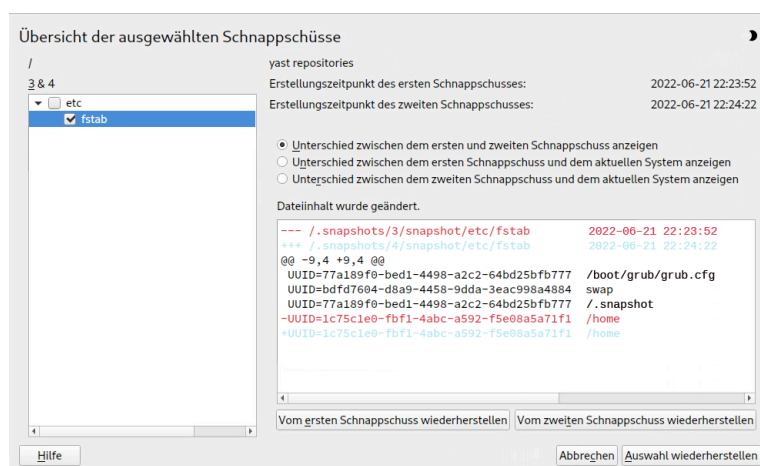 Übersicht der ausgewählten Schnappschüsse
/
3 & 4
etc
fstab
yast repositories
Erstellungszeitpunkt des ersten Schnappschusses: 2022-06-21 22:23:52
Erstellungszeitpunkt des zweiten Schnappschusses: 2022-06-21 22:24:22
Unterschied zwischen dem ersten und zweiten Schnappschuss anzeigen
Unterschied zwischen dem ersten Schnappschuss und dem aktuellen System anzeigen
Unterschied zwischen dem zweiten Schnappschuss und dem aktuellen System anzeigen
Dateiinhalt wurde geändert.
--- /.snapshots/3/snapshot/etc/fstab 2022-06-21 22:23:52
+++ /.snapshots/4/snapshot/etc/fstab 2022-06-21 22:24:22
@@ -9,4 +9,4 @@
UUID=77a189f0-bed1-4498-a2c2-64bd25bfb777 /boot/grub/grub.cfg
UUID=bdfd7604-d8a9-4458-9dda-3eac998a4884 swap
UUID=77a189f0-bed1-4498-a2c2-64bd25bfb777 /.snapshot
-UUID=1c75c1e0-fbf1-4abc-a592-f5e08a5a71f1 /home
+UUID=1c75c1e0-fbf1-4abc-a592-f5e08a5a71f1 /home
Vom ersten Schnappschuss wiederherstellen Vom zweiten Schnappschuss wiederherstellen
Hilfe Abbrechen Auswahl wiederherstellen